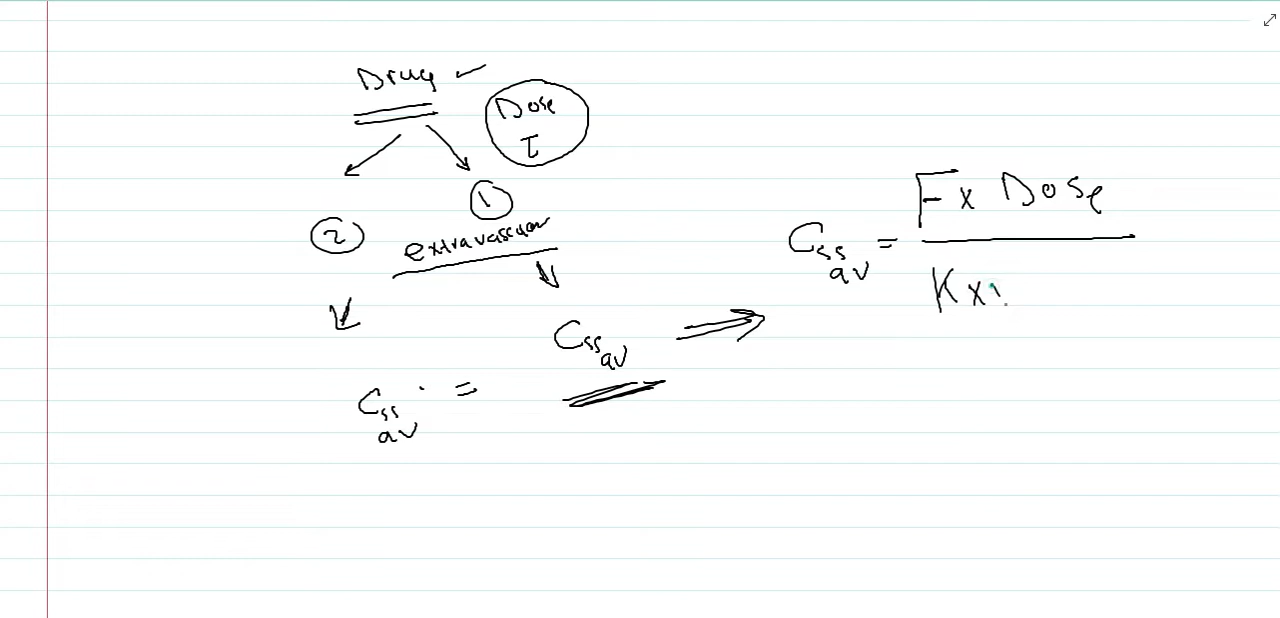 Drug
Dose
τ
①
②
extravascular
Css av
Css av =
Css av = F x Dose
K x